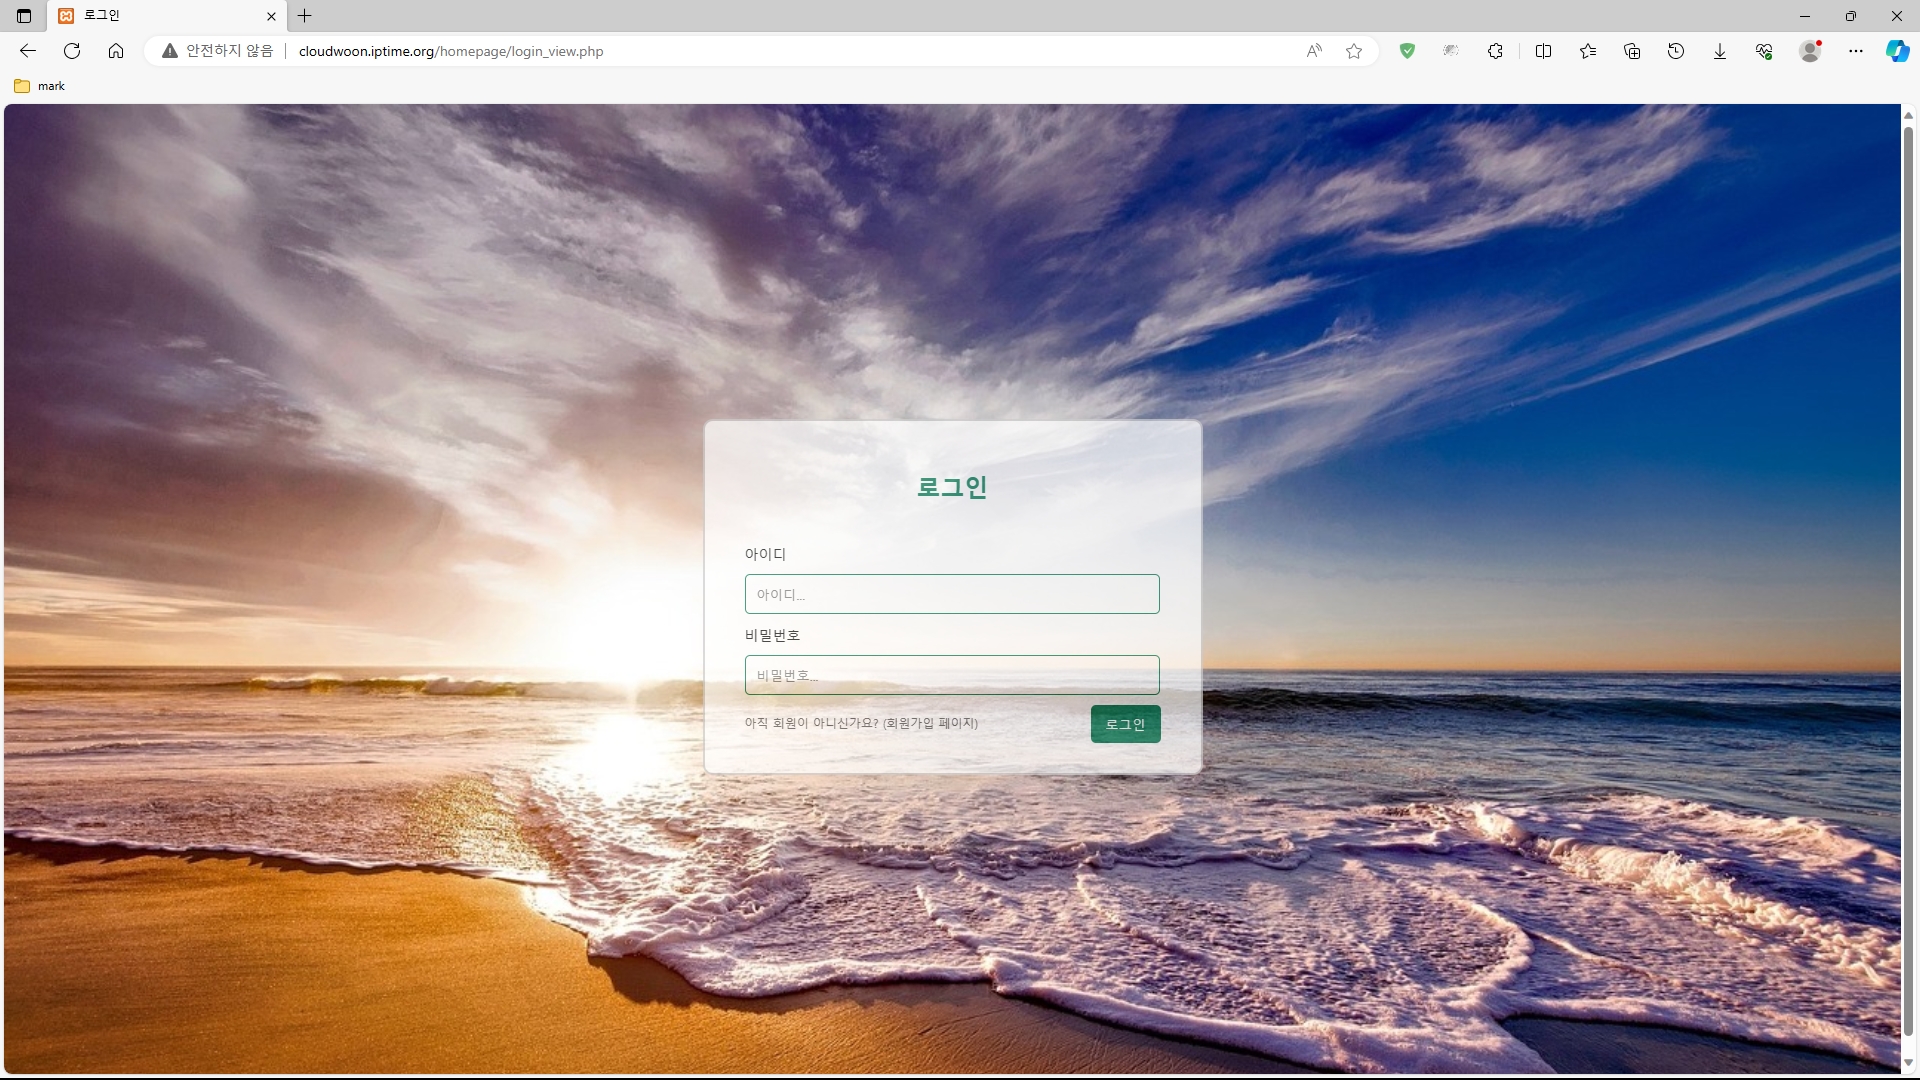 로그인
안전하지 않음
cloudwoon.iptime.org/homepage/login_view.php
mark
로그인
아이디
아이디...
비밀번호
비밀번호...
아직 회원이 아니신가요? (회원가입 페이지)
로그인